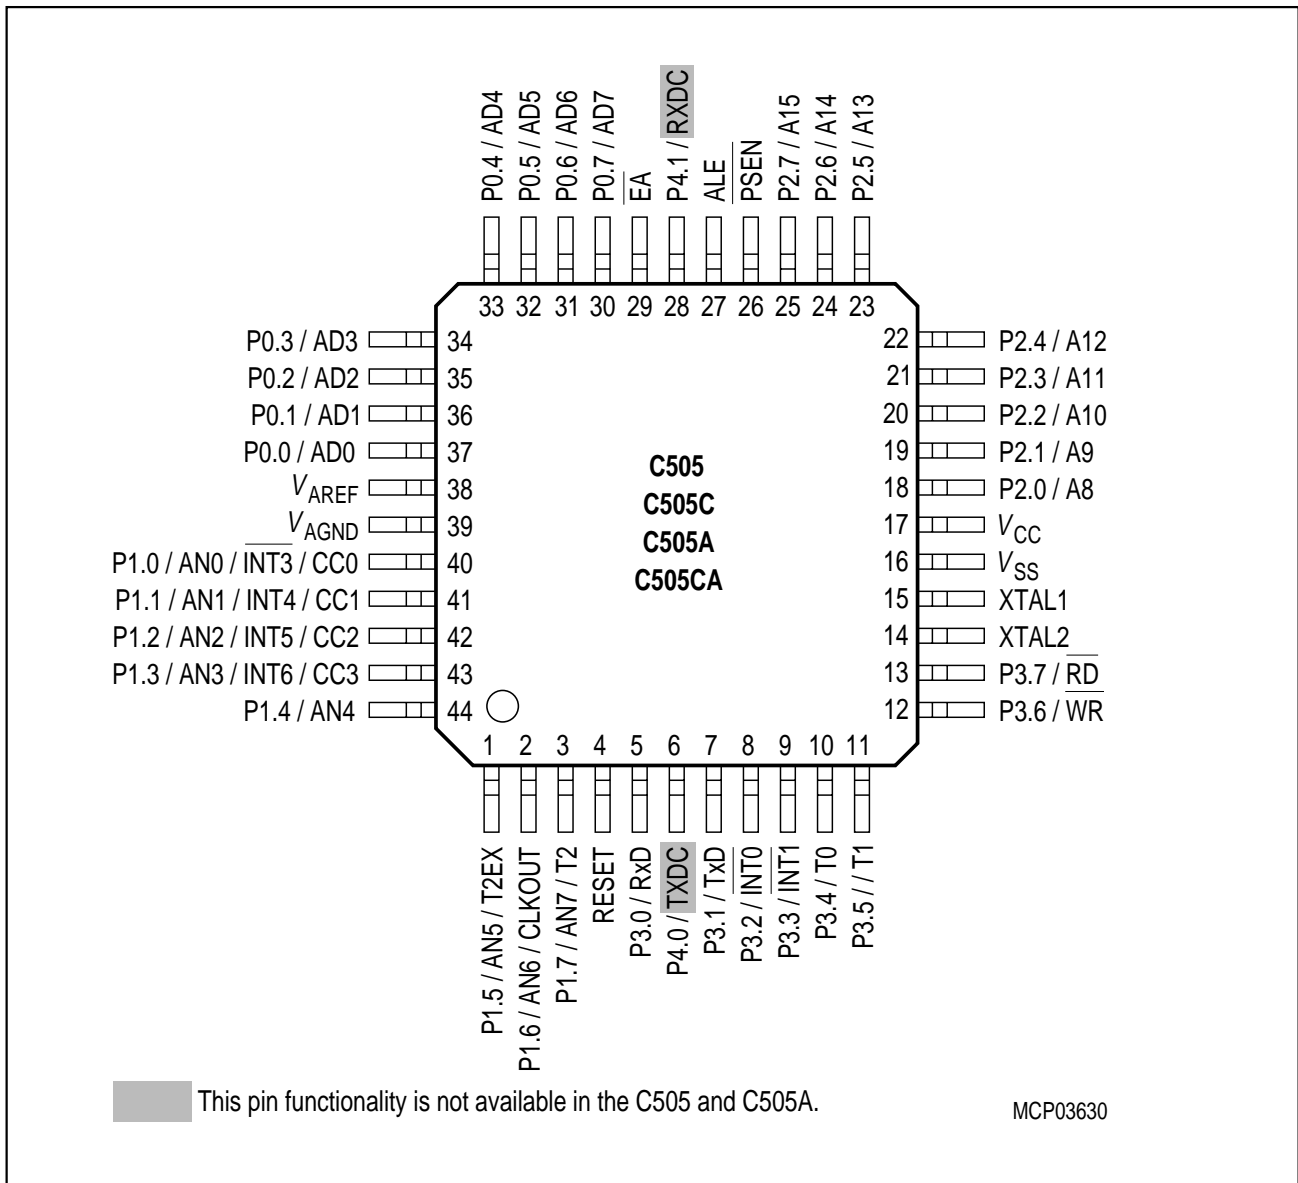 P0.4 / AD4
P0.5 / AD5
P0.6 / AD6
P0.7 / AD7
EA
P4.1 / RXDC
ALE
PSEN
P2.7 / A15
P2.6 / A14
P2.5 / A13
33 32 31 30 29 28 27 26 25 24 23
P0.3 / AD3 34
P0.2 / AD2 35
P0.1 / AD1 36
P0.0 / AD0 37
VAREF 38
VAGND 39
P1.0 / AN0 / INT3 / CC0 40
P1.1 / AN1 / INT4 / CC1 41
P1.2 / AN2 / INT5 / CC2 42
P1.3 / AN3 / INT6 / CC3 43
P1.4 / AN4 44
C505
C505C
C505A
C505CA
22 P2.4 / A12
21 P2.3 / A11
20 P2.2 / A10
19 P2.1 / A9
18 P2.0 / A8
17 VCC
16 VSS
15 XTAL1
14 XTAL2
13 P3.7 / RD
12 P3.6 / WR
1 2 3 4 5 6 7 8 9 10 11
P1.5 / AN5 / T2EX
P1.6 / AN6 / CLKOUT
P1.7 / AN7 / T2
RESET
P3.0 / RxD
P4.0 / TXDC
P3.1 / TxD
P3.2 / INT0
P3.3 / INT1
P3.4 / T0
P3.5 / / T1
This pin functionality is not available in the C505 and C505A.
MCP03630